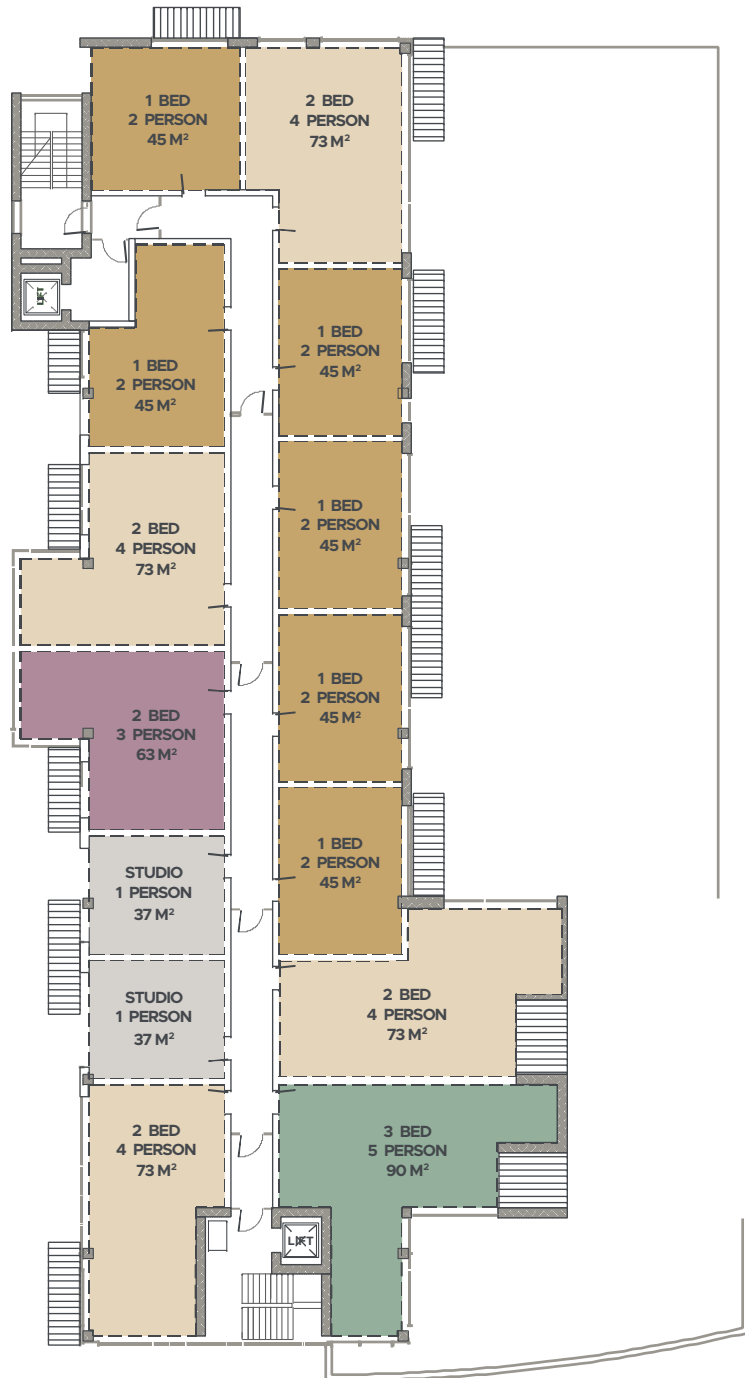 1 BED
2 PERSON
45 M²
2 BED
4 PERSON
73 M²
LIFT
1 BED
2 PERSON
45 M²
1 BED
2 PERSON
45 M²
1 BED
2 PERSON
45 M²
2 BED
4 PERSON
73 M²
1 BED
2 PERSON
45 M²
2 BED
3 PERSON
63 M²
1 BED
2 PERSON
45 M²
STUDIO
1 PERSON
37 M²
STUDIO
1 PERSON
37 M²
2 BED
4 PERSON
73 M²
2 BED
4 PERSON
73 M²
3 BED
5 PERSON
90 M²
LIFT